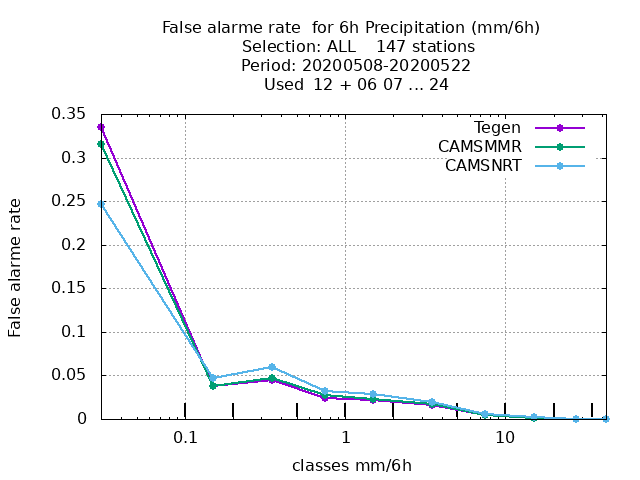 False alarme rate  for 6h Precipitation (mm/6h)
Selection: ALL    147 stations
Period: 20200508-20200522
Used  12 + 06 07 ... 24
Tegen
CAMSMMR
CAMSNRT
False alarme rate
0.35
0.3
0.25
0.2
0.15
0.1
0.05
0
0.1
1
10
classes mm/6h